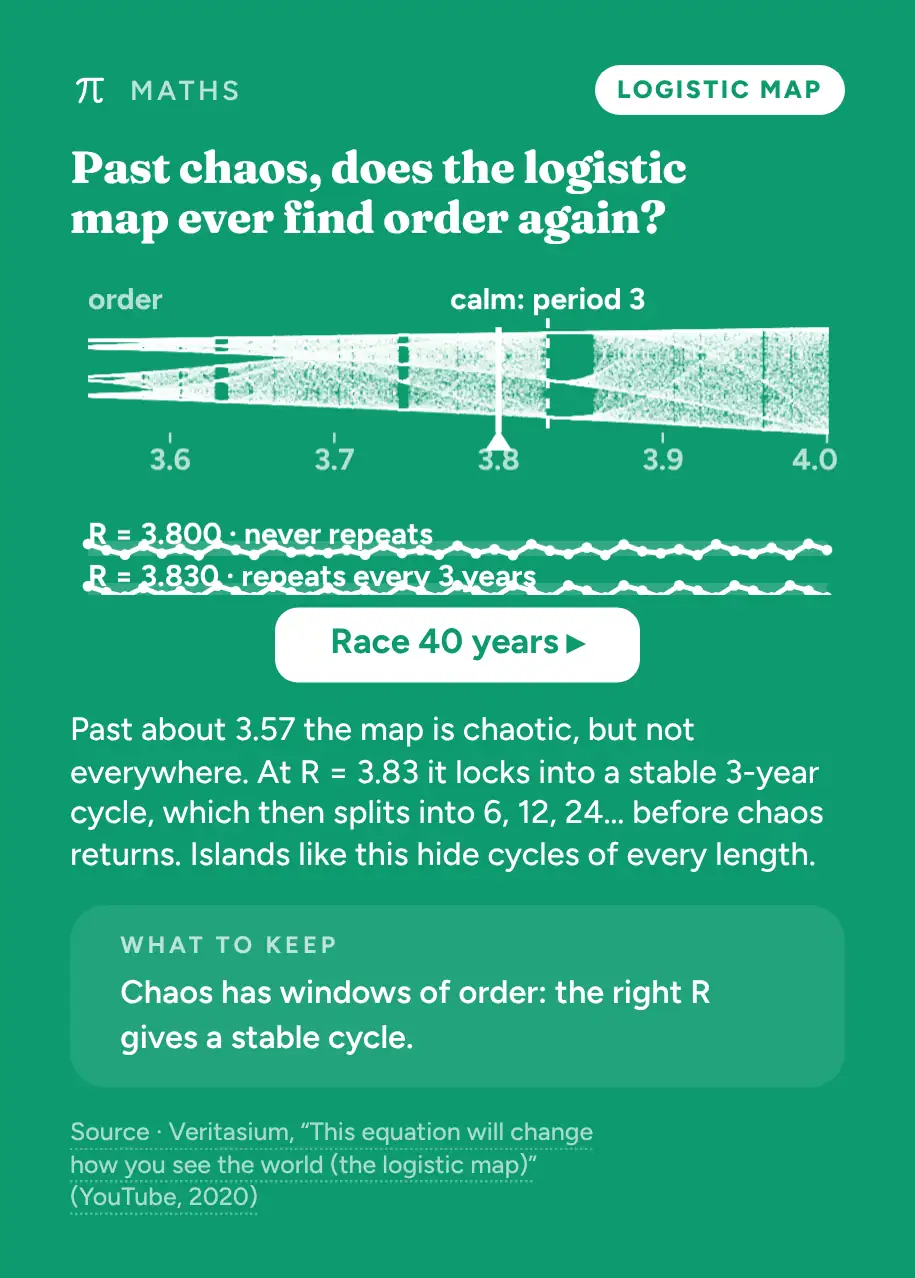 π MATHS
LOGISTIC MAP
Past chaos, does the logistic
map ever find order again?
order
calm: period 3
3.6 3.7 3.8 3.9 4.0
R = 3.800 · never repeats
R = 3.830 · repeats every 3 years
Race 40 years ▸
Past about 3.57 the map is chaotic, but not
everywhere. At R = 3.83 it locks into a stable 3-year
cycle, which then splits into 6, 12, 24... before chaos
returns. Islands like this hide cycles of every length.
WHAT TO KEEP
Chaos has windows of order: the right R
gives a stable cycle.
Source · Veritasium, “This equation will change
how you see the world (the logistic map)”
(YouTube, 2020)